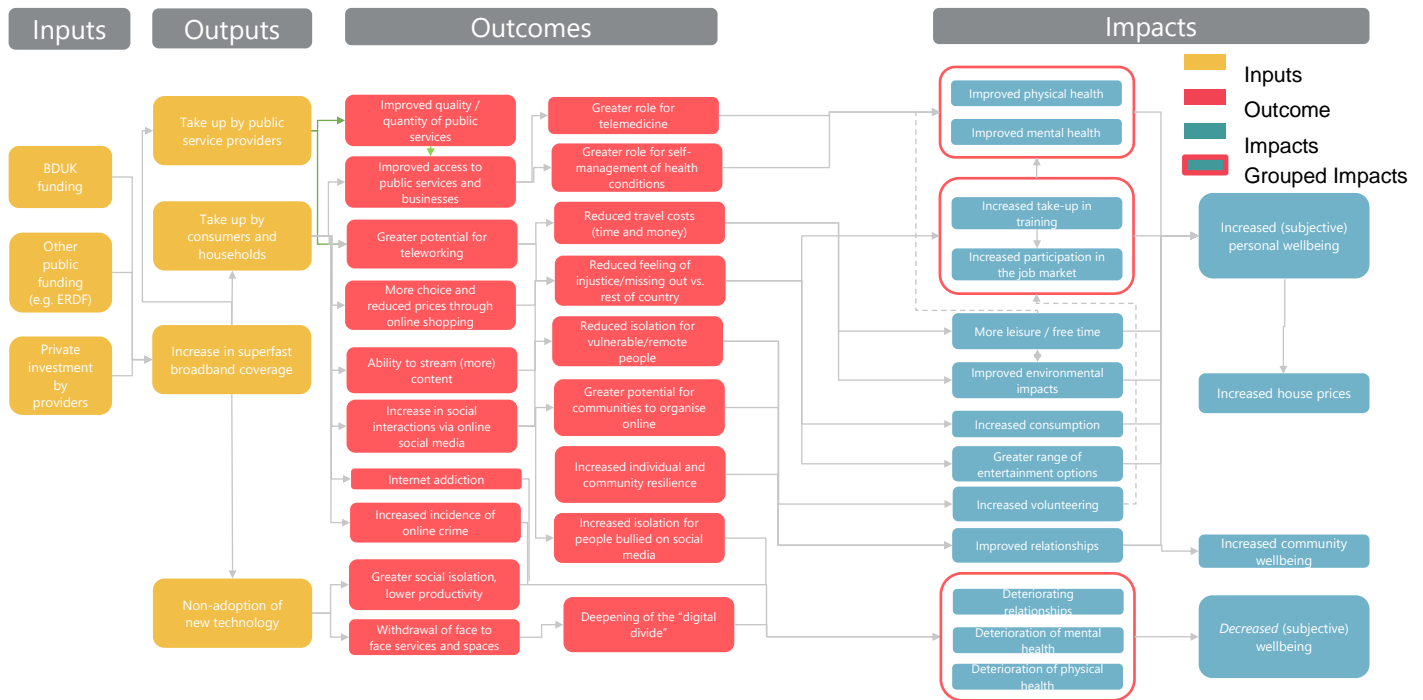 Inputs
Outputs
Outcomes
Impacts
Inputs
Outcome
Impacts
Grouped Impacts
BDUK
funding
Other
public
funding
(e.g. ERDF)
Private
investment
by
providers
Take up by public
service providers
Take up by
consumers and
households
Increase in superfast
broadband coverage
Non-adoption of
new technology
Improved quality /
quantity of public
services
Improved access to
public services and
businesses
Greater potential for
teleworking
More choice and
reduced prices through
online shopping
Ability to stream (more)
content
Increase in social
interactions via online
social media
Internet addiction
Increased incidence of
online crime
Greater social isolation,
lower productivity
Withdrawal of face to
face services and spaces
Greater role for
telemedicine
Greater role for self-
management of health
conditions
Reduced travel costs
(time and money)
Reduced feeling of
injustice/missing out vs.
rest of country
Reduced isolation for
vulnerable/remote
people
Greater potential for
communities to organise
online
Increased individual and
community resilience
Increased isolation for
people bullied on social
media
Deepening of the "digital
divide"
Improved physical health
Improved mental health
Increased take-up in
training
Increased participation in
the job market
More leisure / free time
Improved environmental
impacts
Increased consumption
Greater range of
entertainment options
Increased volunteering
Improved relationships
Deteriorating
relationships
Deterioration of mental
health
Deterioration of physical
health
Increased (subjective)
personal wellbeing
Increased house prices
Increased community
wellbeing
Decreased (subjective)
wellbeing